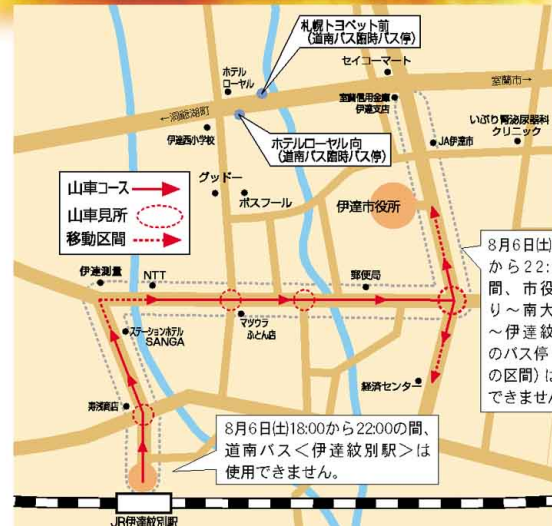 札幌トヨペット前
(道南バス臨時バス停)
セイコーマート
ホテル
ローヤル
室蘭市→
室蘭信用金庫
伊達支店
←洞爺湖町
いぶり腎泌尿器科
クリニック
伊達西小学校
JA伊達市
ホテルローヤル向
(道南バス臨時バス停)
グッドー
ボスフール
伊達市役所
山車コース
山車見所
移動区間
8月6日(土)
から22:
間、市役
り～南大
～伊達紋
のバス停
の区間)は
できません
伊達測量
NTT
郵便局
ステーションホテル
SANGA
マツウラ
ふとん店
経済センター
寿浅商店
8月6日(土)18:00から22:00の間、
道南バス<伊達紋別駅>は
使用できません。
JR伊達紋別駅